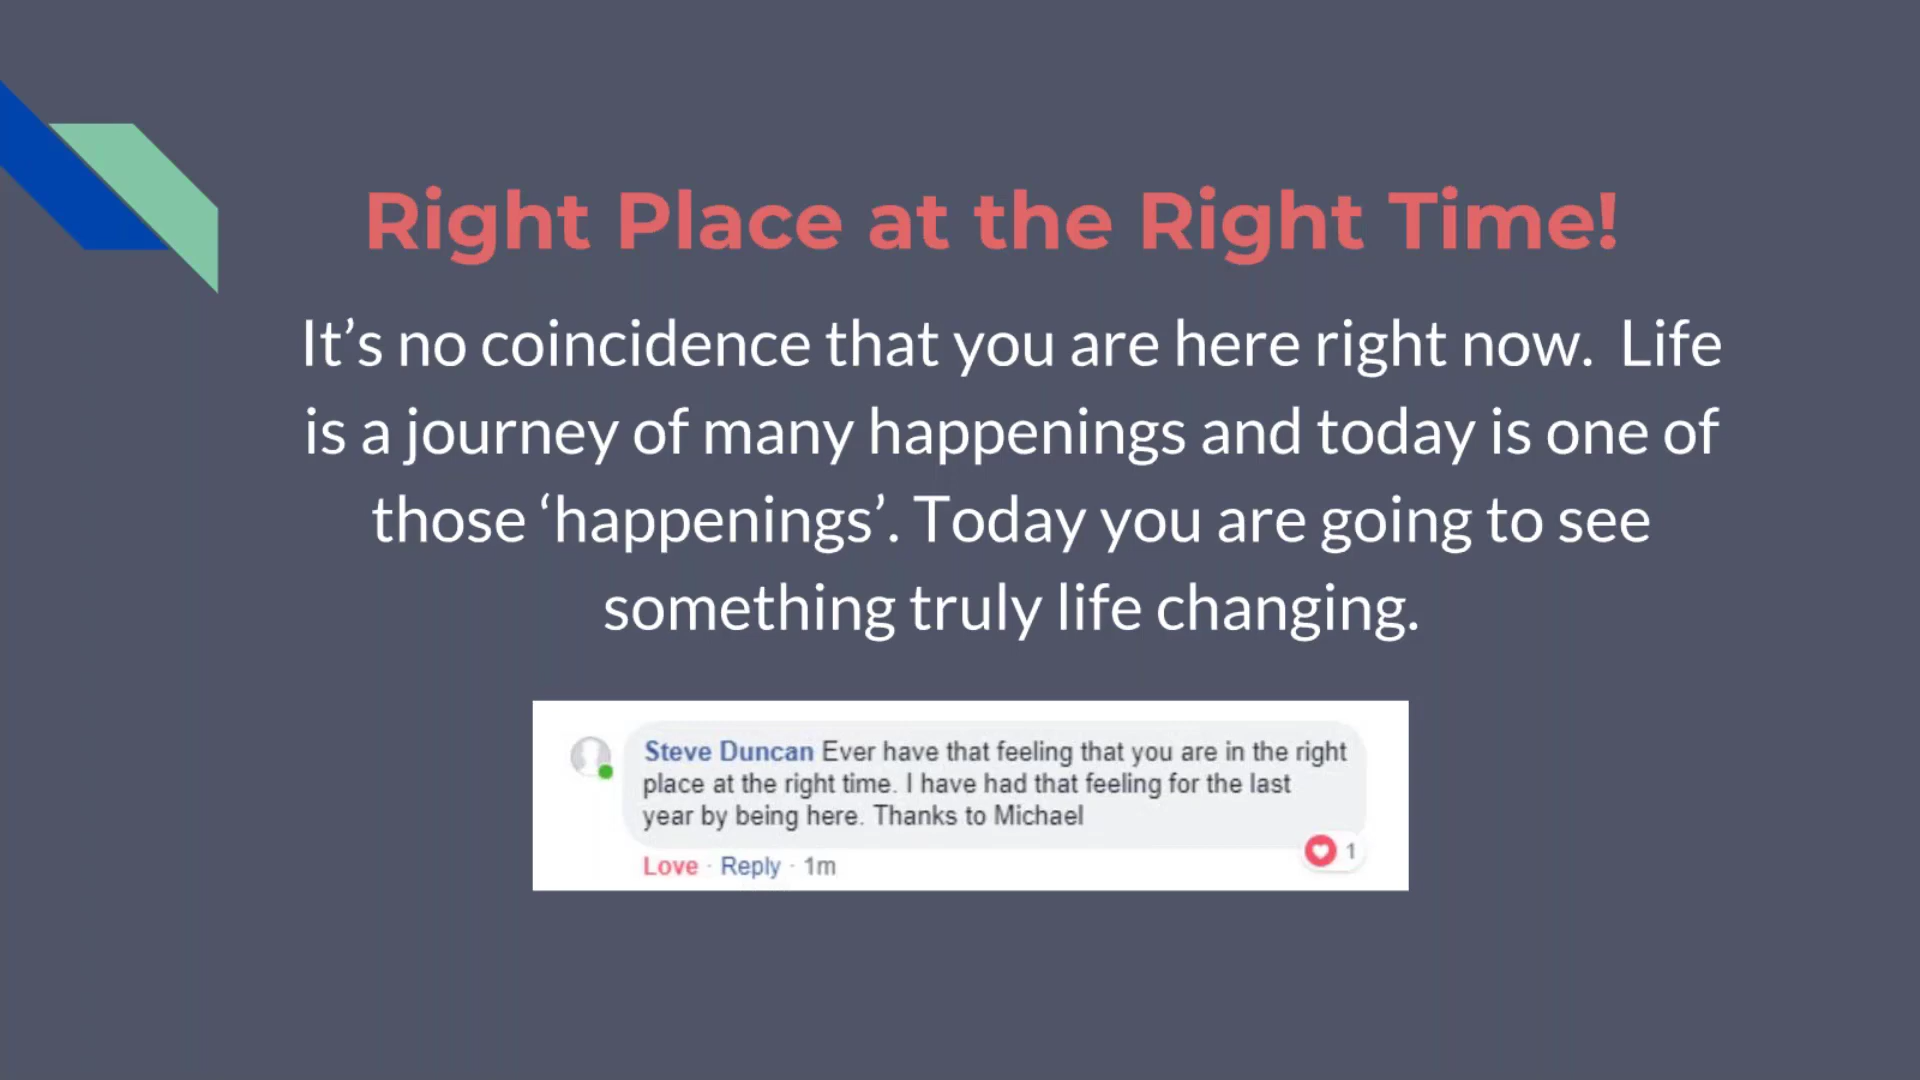 Right Place at the Right Time!
It’s no coincidence that you are here right now.  Life
is a journey of many happenings and today is one of
those ‘happenings’. Today you are going to see
something truly life changing.
Steve Duncan Ever have that feeling that you are in the right
place at the right time. I have had that feeling for the last
year by being here. Thanks to Michael
1
Love · Reply · 1m